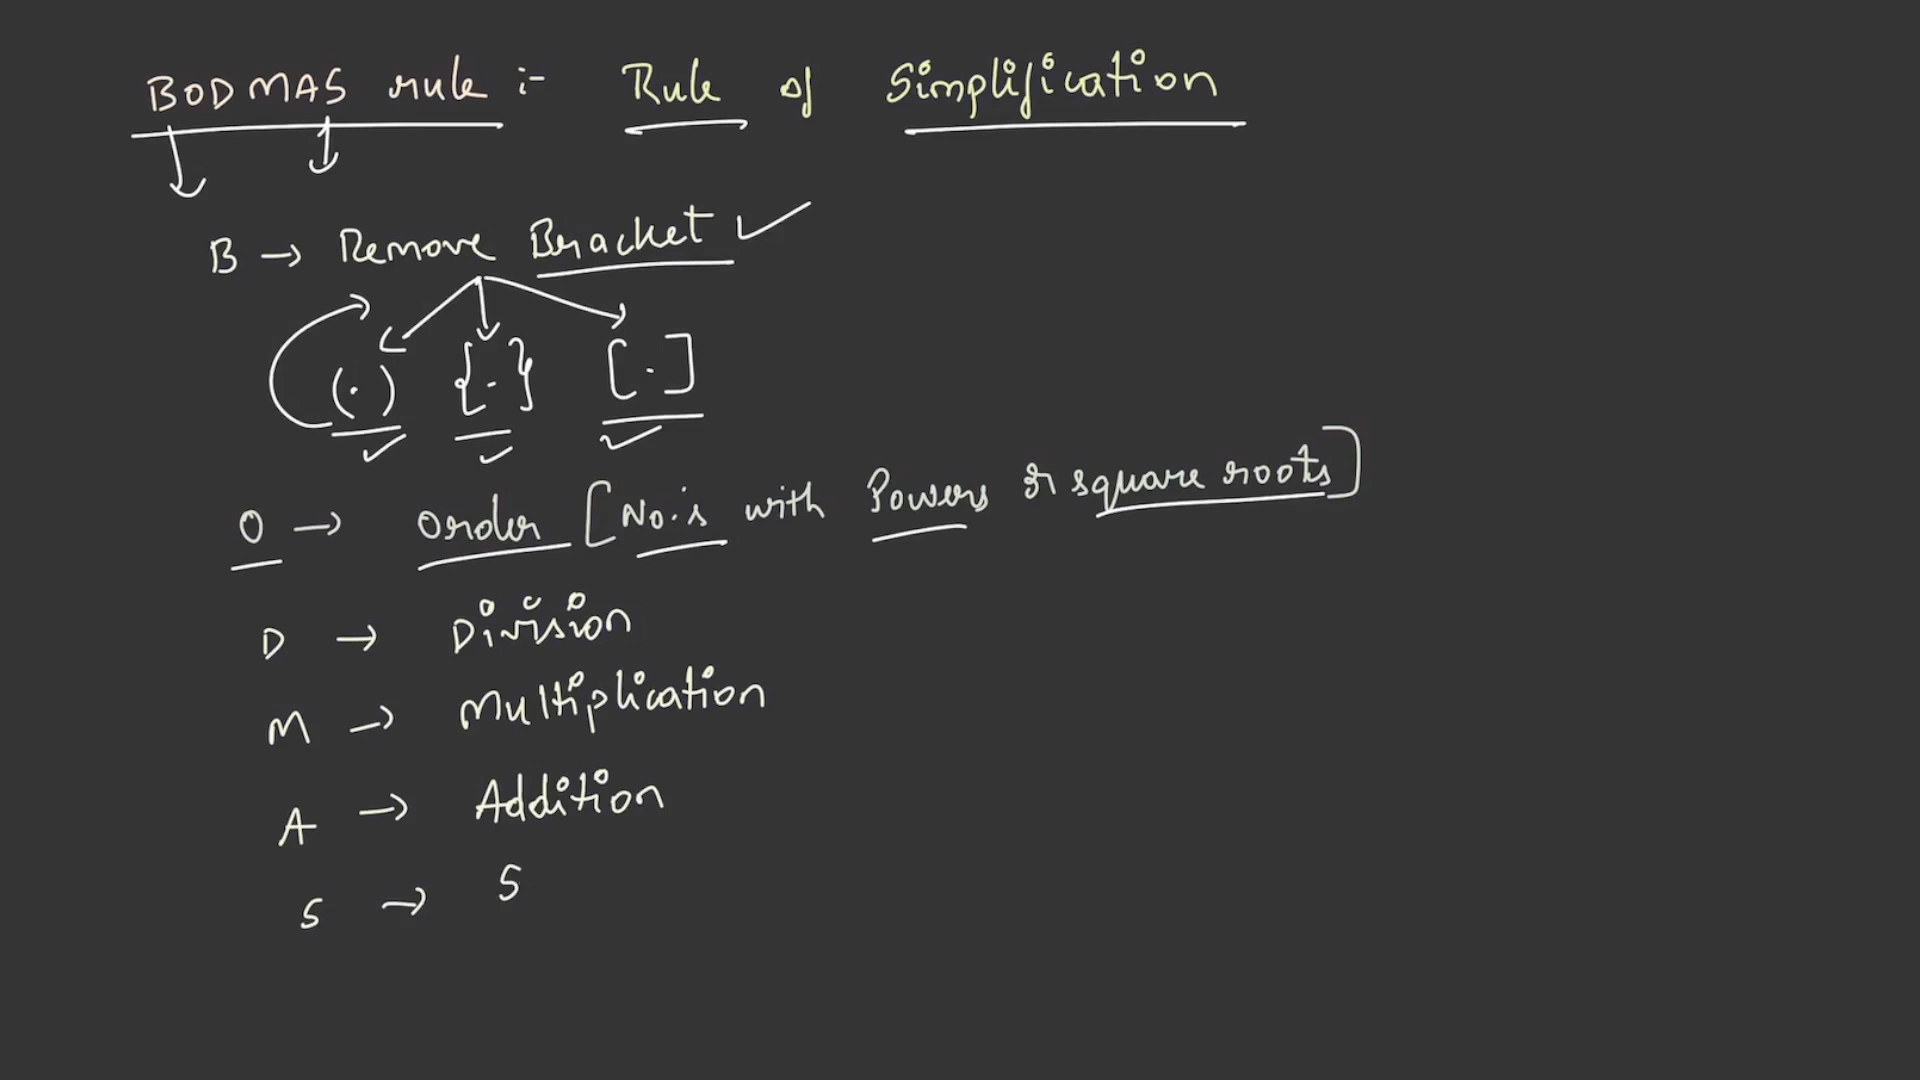 BODMAS rule :- Rule of Simplification
B → Remove Bracket ✓
(·) {·} [·]
O → Order [No.'s with Powers or square roots]
D → Division
M → Multiplication
A → Addition
S → S